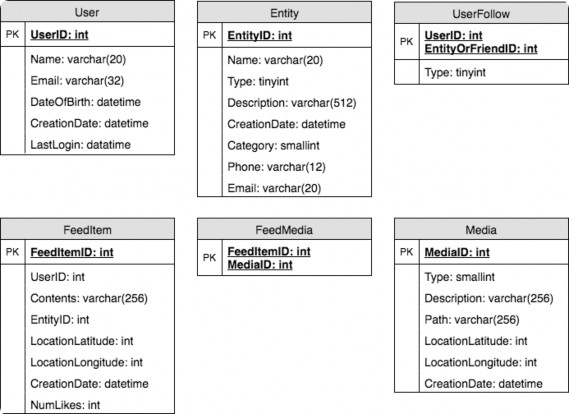 User
PK UserID: int
Name: varchar(20)
Email: varchar(32)
DateOfBirth: datetime
CreationDate: datetime
LastLogin: datatime
Entity
PK EntityID: int
Name: varchar(20)
Type: tinyint
Description: varchar(512)
CreationDate: datetime
Category: smallint
Phone: varchar(12)
Email: varchar(20)
UserFollow
PK UserID: int
EntityOrFriendID: int
Type: tinyint
FeedItem
PK FeedItemID: int
UserID: int
Contents: varchar(256)
EntityID: int
LocationLatitude: int
LocationLongitude: int
CreationDate: datetime
NumLikes: int
FeedMedia
PK FeedItemID: int
MediaID: int
Media
PK MediaID: int
Type: smallint
Description: varchar(256)
Path: varchar(256)
LocationLatitude: int
LocationLongitude: int
CreationDate: datetime